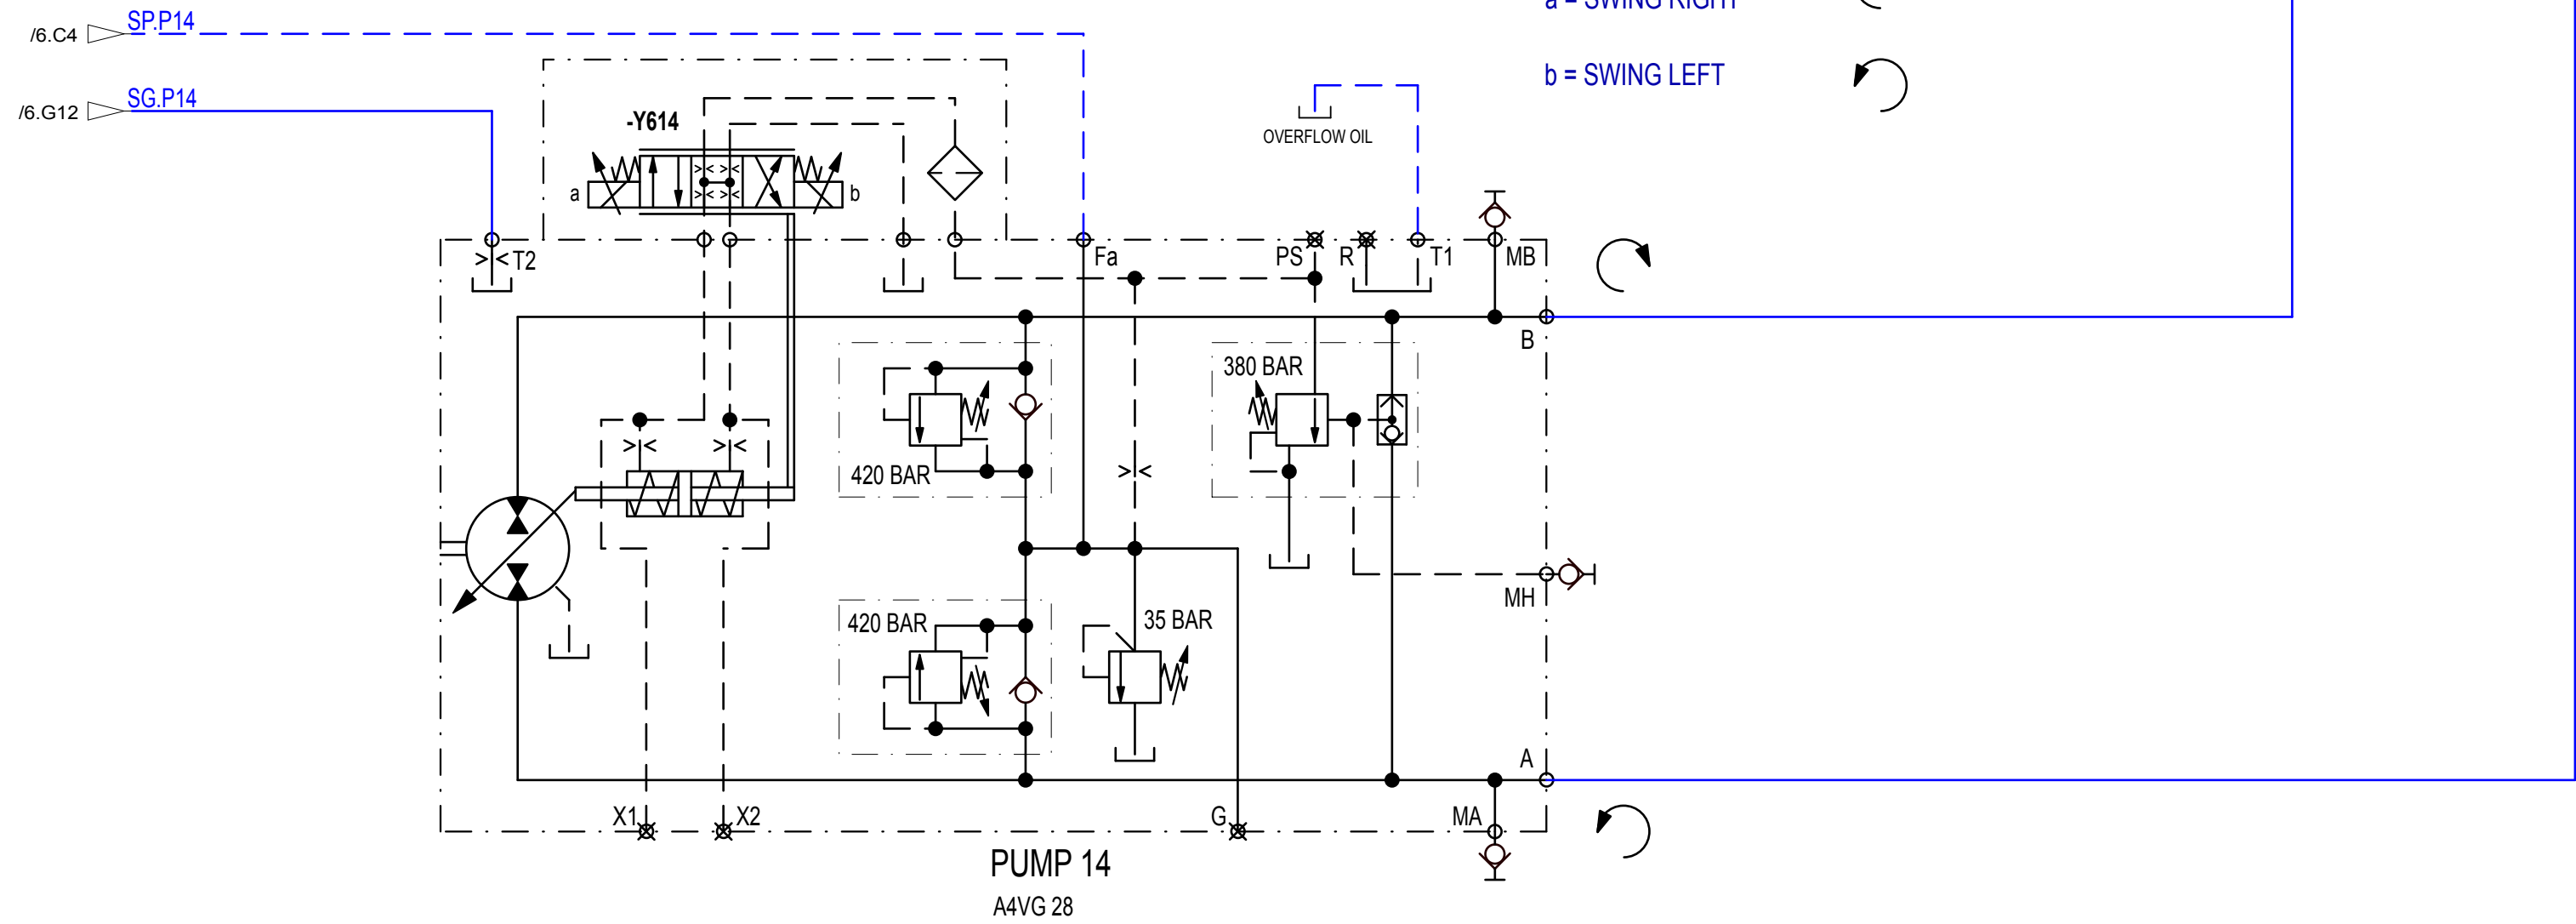 a = SWING RIGHT
SP.P14
/6.C4
b = SWING LEFT
SG.P14
/6.G12
-Y614
OVERFLOW OIL
a
b
T2
Fa
PS
R
T1
MB
B
380 BAR
420 BAR
MH
420 BAR
35 BAR
A
X1
X2
G
MA
PUMP 14
A4VG 28